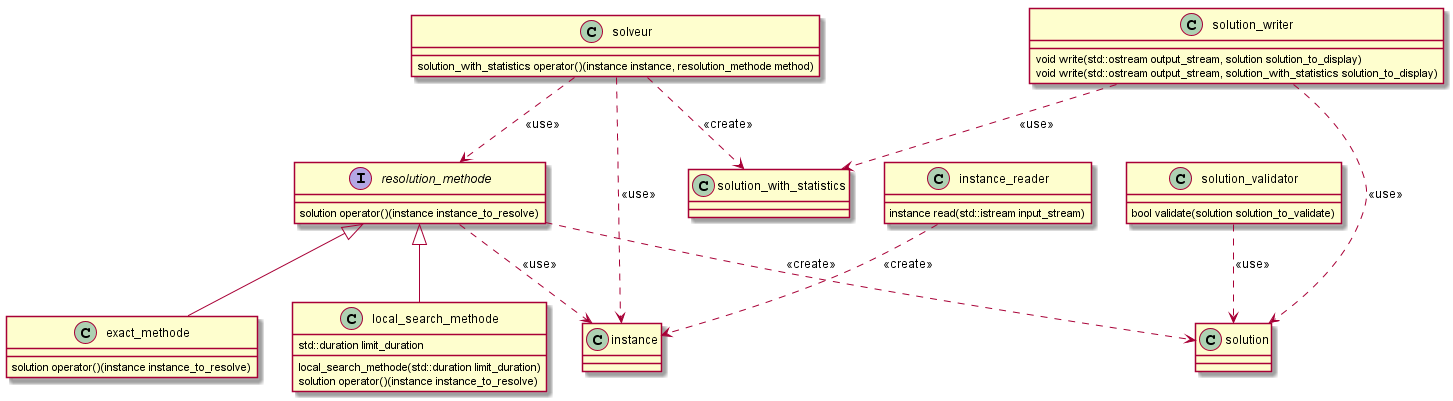 C solveur
solution_with_statistics operator()(instance instance, resolution_methode method)
C solution_writer
void write(std::ostream output_stream, solution solution_to_display)
void write(std::ostream output_stream, solution_with_statistics solution_to_display)
«use»
«create»
«use»
I resolution_methode
solution operator()(instance instance_to_resolve)
«use»
C solution_with_statistics
C instance_reader
instance read(std::istream input_stream)
C solution_validator
bool validate(solution solution_to_validate)
«use»
«use»
«create»
«create»
«use»
C exact_methode
solution operator()(instance instance_to_resolve)
C local_search_methode
std::duration limit_duration
local_search_methode(std::duration limit_duration)
solution operator()(instance instance_to_resolve)
C instance
C solution